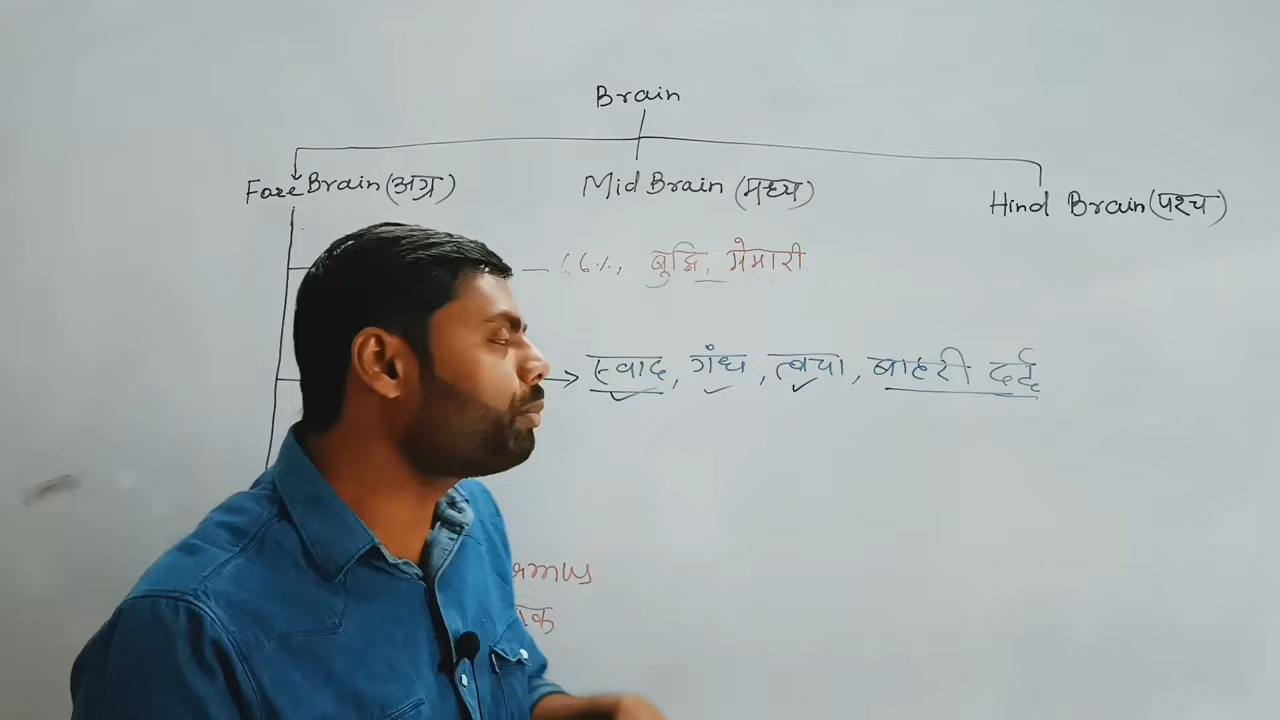 Brain
Fore Brain (अग्र)
Mid Brain (मध्य)
Hind Brain (पश्च)
बुद्धि, मेमारी
स्वाद, गंध, त्वचा, बाहरी दर्द